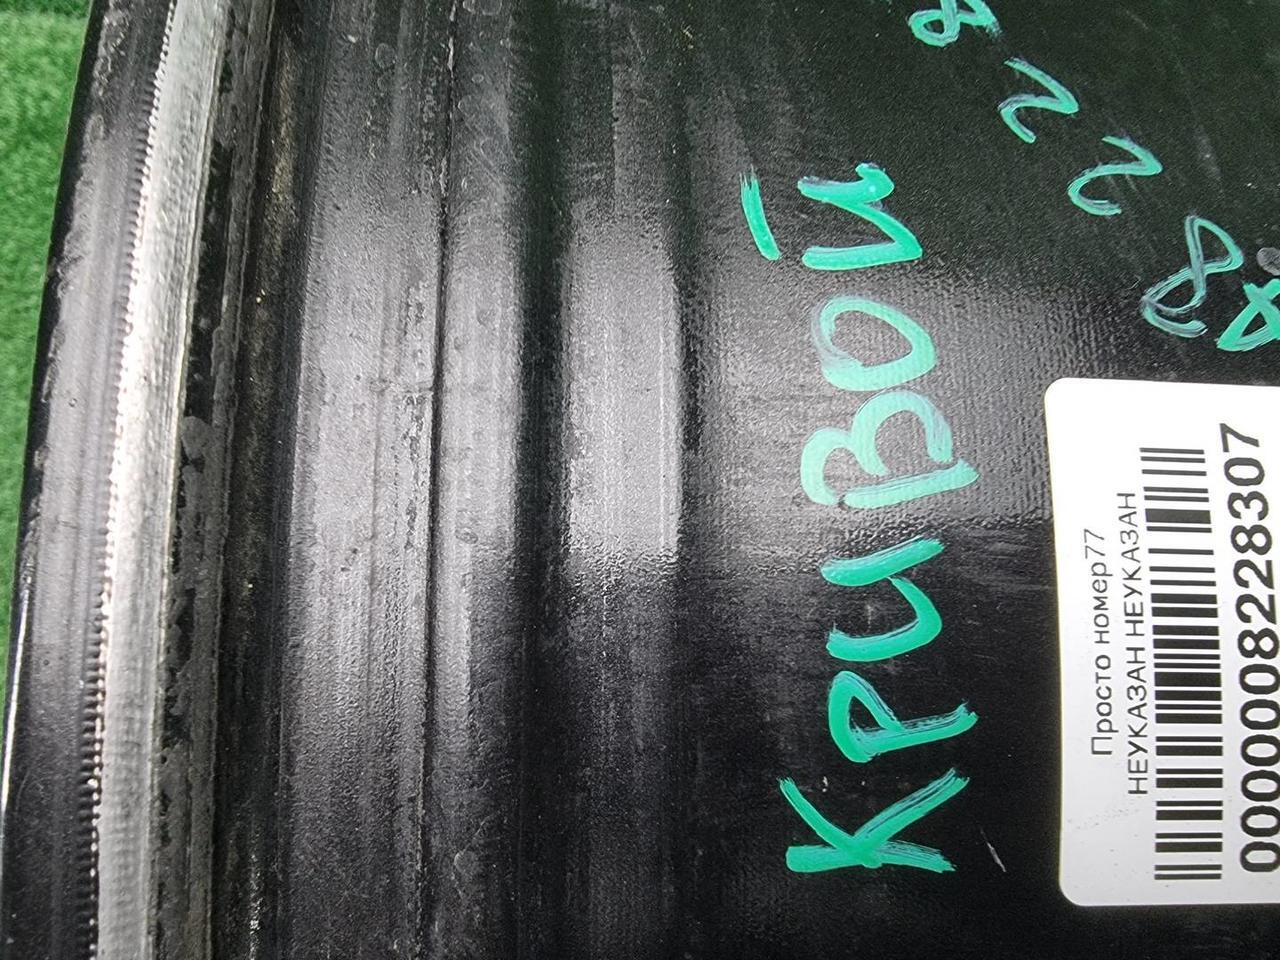 КРИВОЙ
Просто номер77
НЕУКАЗАН НЕУКАЗАН
0000008228307